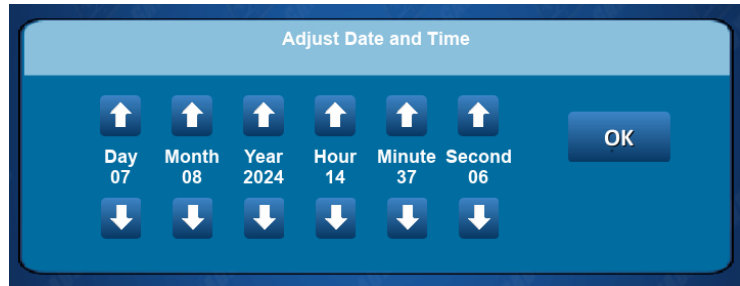 Adjust Date and Time
Day Month Year Hour Minute Second
07 08 2024 14 37 06
OK